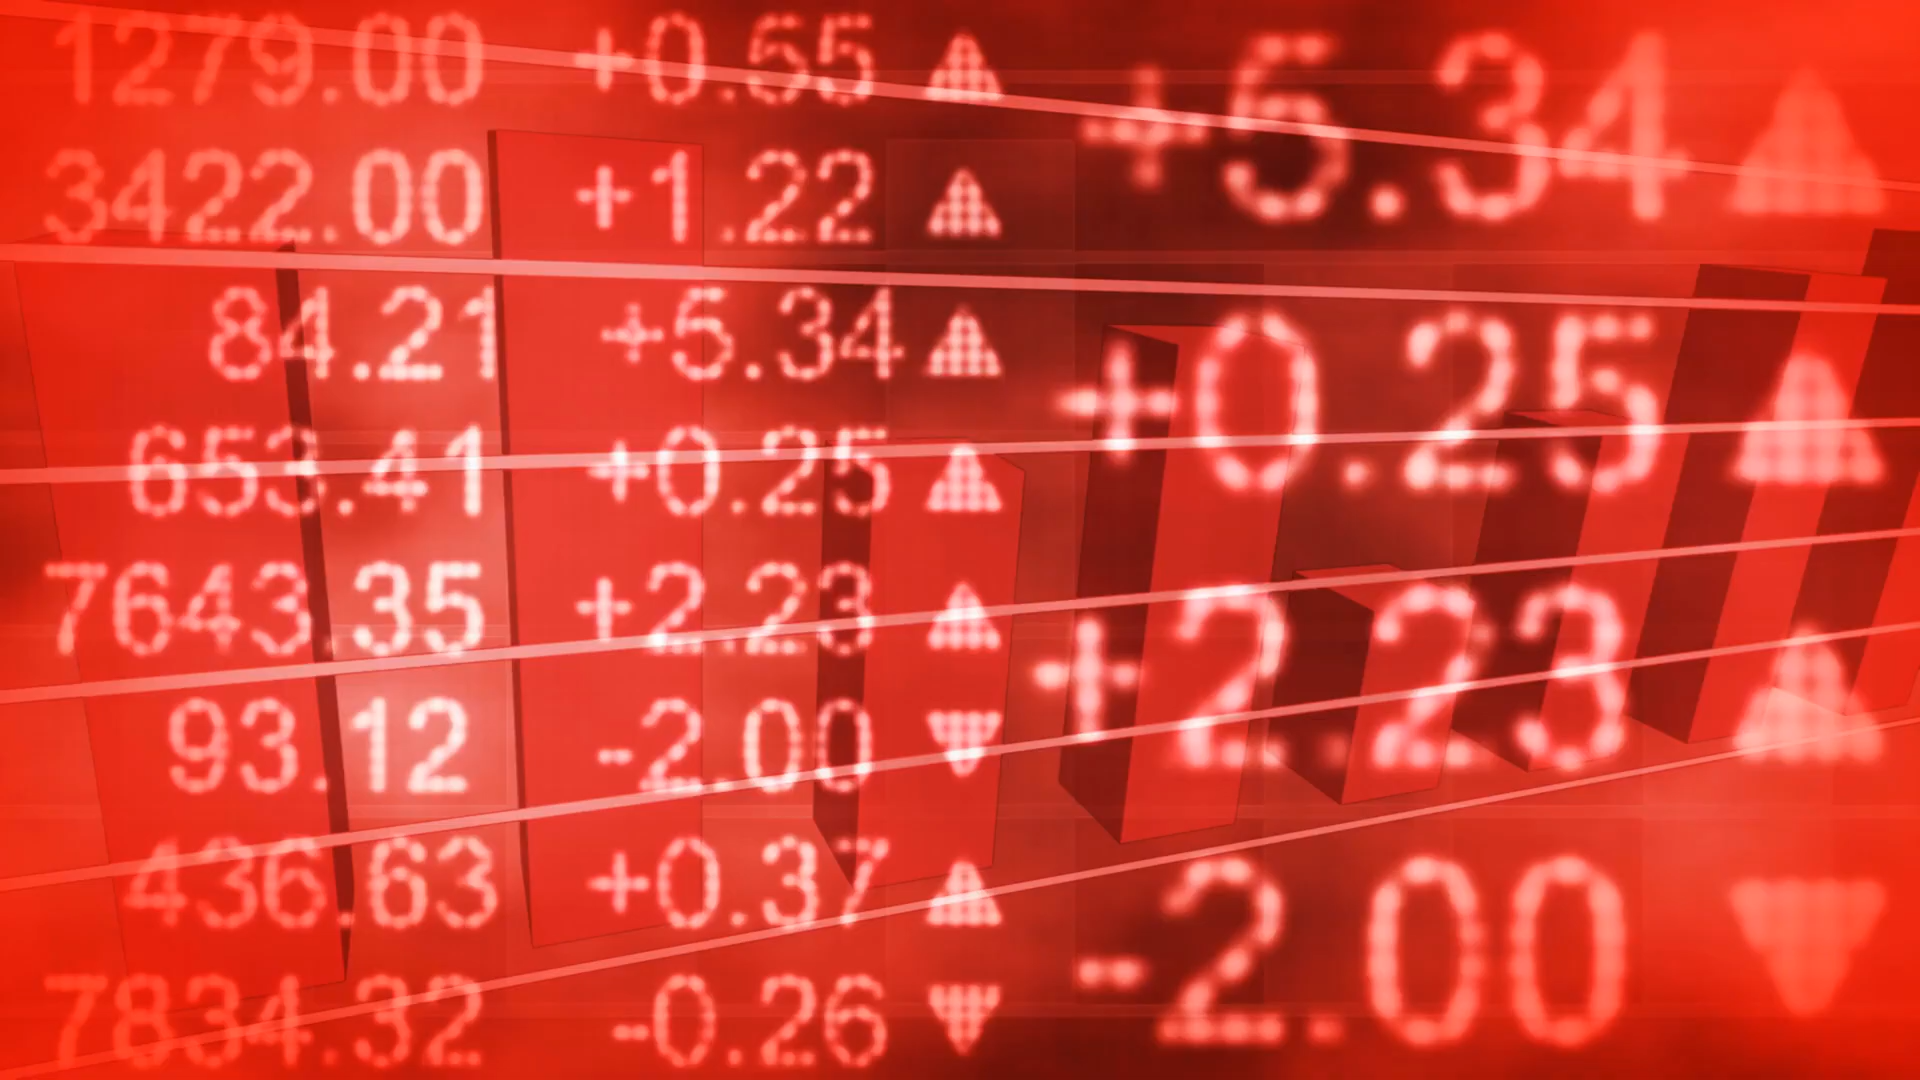 1279.00 +0.55 ▲
3422.00 +1.22 ▲
84.21 +5.34 ▲
653.41 +0.25 ▲
7643.35 +2.23 ▲
93.12 -2.00 ▼
436.63 +0.37 ▲
7834.32 -0.26 ▼
+5.34 ▲
+0.25 ▲
+2.23 ▲
-2.00 ▼